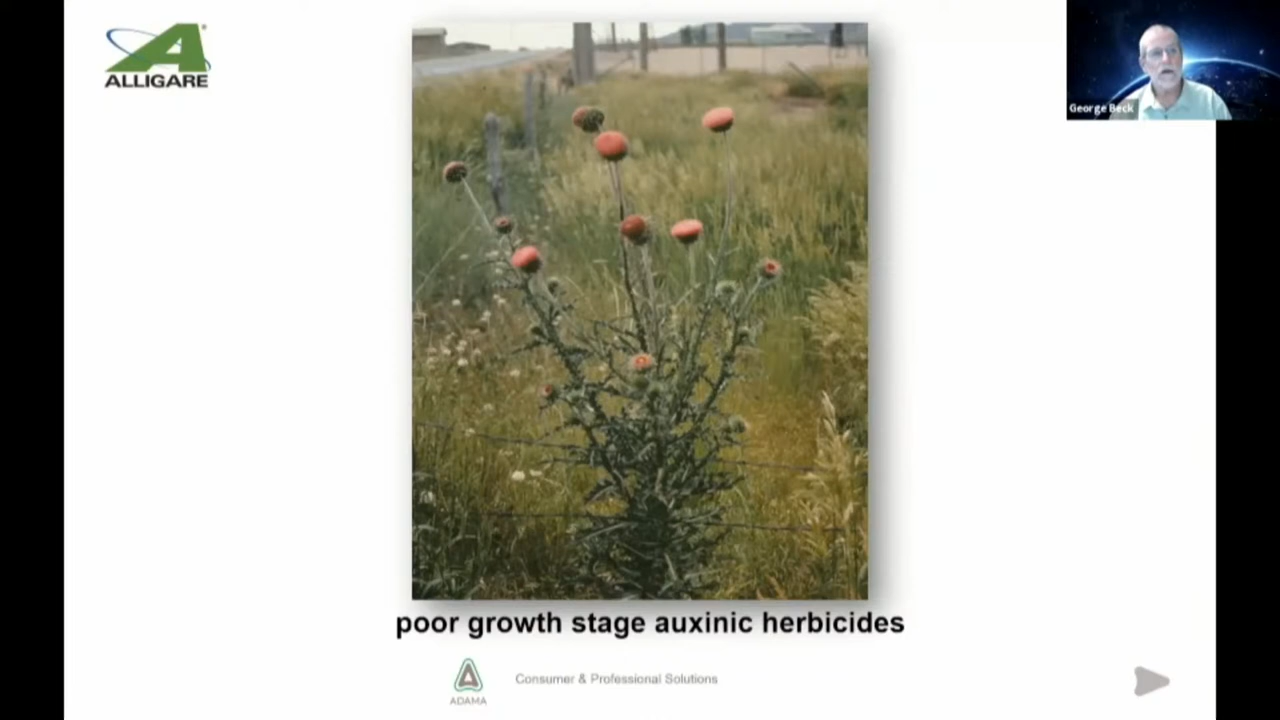 ALLIGARE
George Beck
poor growth stage auxinic herbicides
ADAMA
Consumer & Professional Solutions